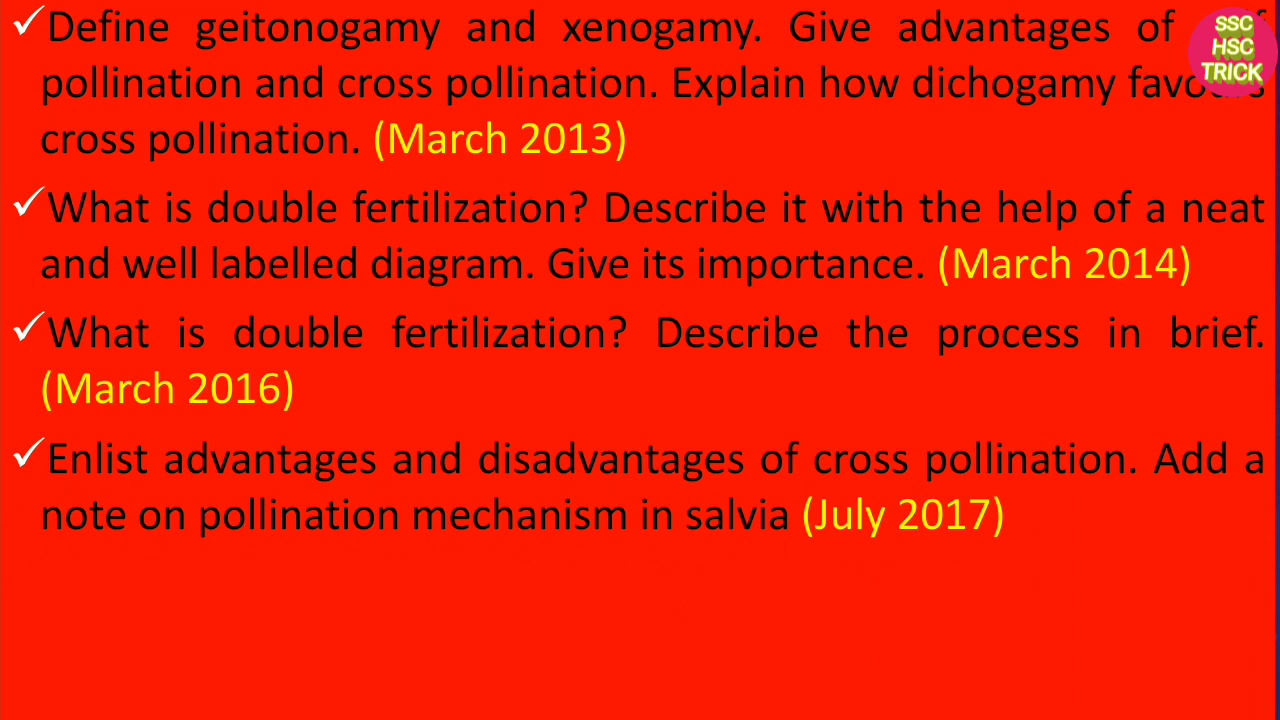 ✓Define geitonogamy and xenogamy. Give advantages of
pollination and cross pollination. Explain how dichogamy
cross pollination. (March 2013)
✓What is double fertilization? Describe it with the help of a neat
and well labelled diagram. Give its importance. (March 2014)
✓What is double fertilization? Describe the process in brief.
(March 2016)
✓Enlist advantages and disadvantages of cross pollination. Add a
note on pollination mechanism in salvia (July 2017)
SSC
HSC
TRICK